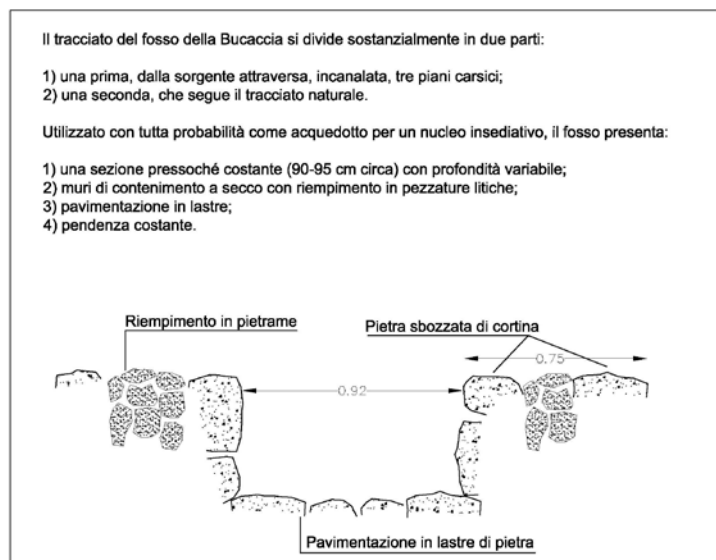 Il tracciato del fosso della Bucaccia si divide sostanzialmente in due parti:
1) una prima, dalla sorgente attraversa, incanalata, tre piani carsici;
2) una seconda, che segue il tracciato naturale.
Utilizzato con tutta probabilità come acquedotto per un nucleo insediativo, il fosso presenta:
1) una sezione pressoché costante (90-95 cm circa) con profondità variabile;
2) muri di contenimento a secco con riempimento in pezzature litiche;
3) pavimentazione in lastre;
4) pendenza costante.
Riempimento in pietrame
Pietra sbozzata di cortina
0.75
0.92
Pavimentazione in lastre di pietra